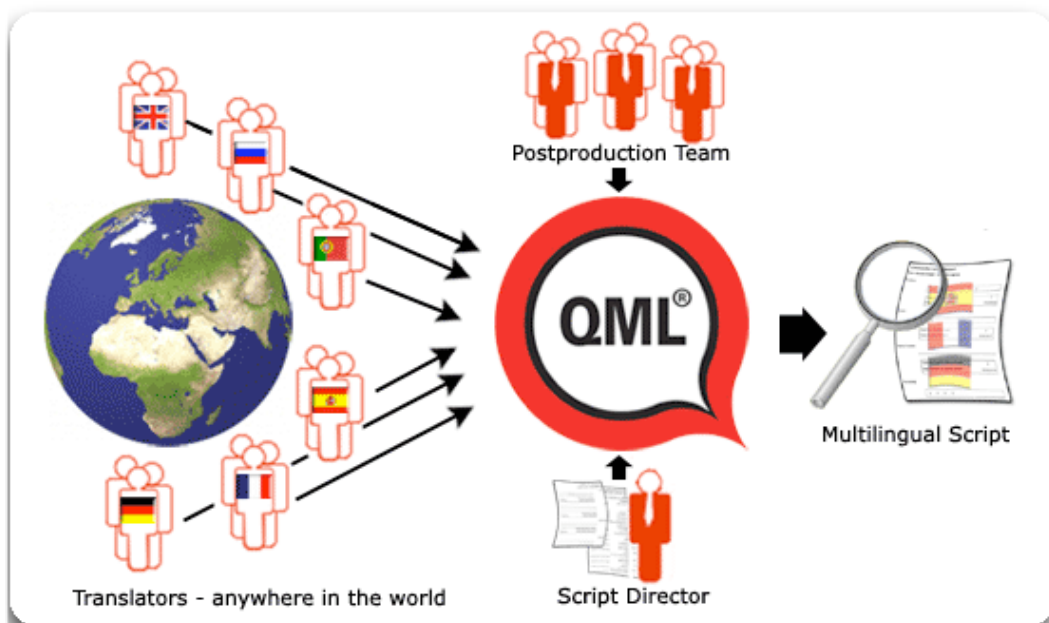 Postproduction Team
QML®
Multilingual Script
Script Director
Translators - anywhere in the world